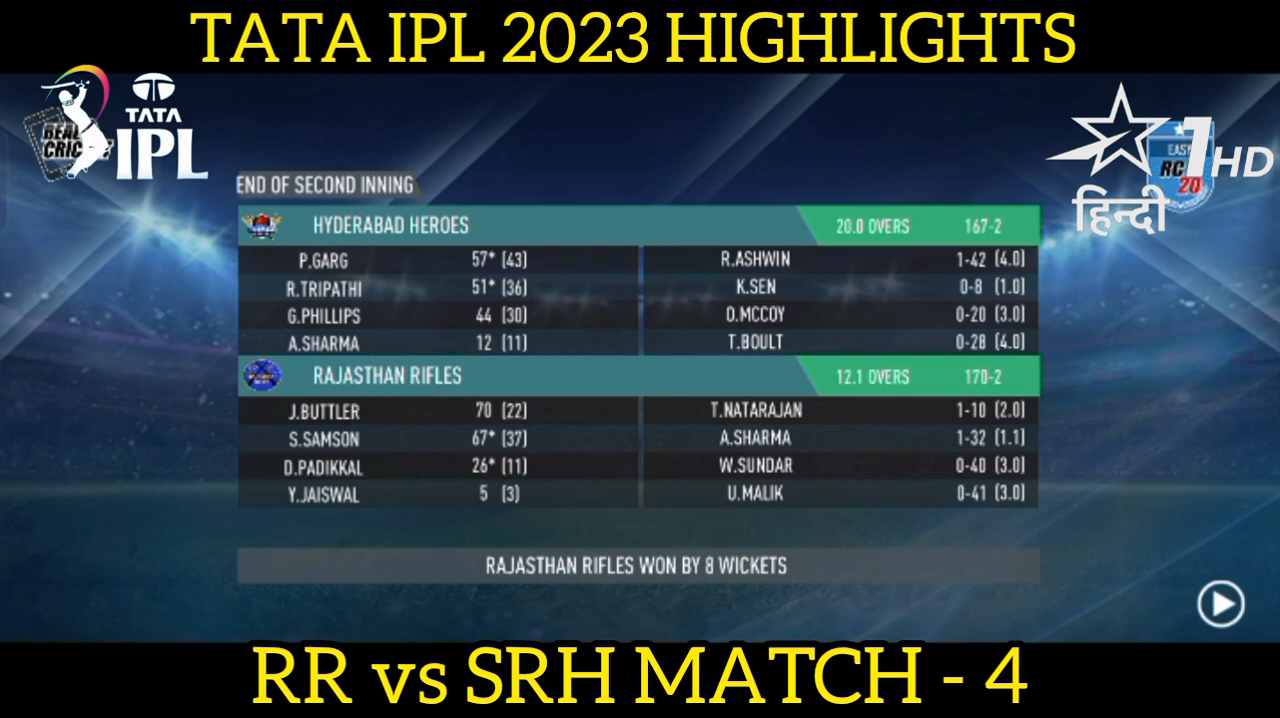 TATA IPL 2023 HIGHLIGHTS
REAL
CRIC
TATA
IPL
1HD
EASY
RC
20
हिन्दी
END OF SECOND INNING
HYDERABAD HEROES 20.0 OVERS 167-2
P.GARG 57* (43) R.ASHWIN 1-42 (4.0)
R.TRIPATHI 51* (36) K.SEN 0-8 (1.0)
G.PHILLIPS 44 (30) O.MCCOY 0-20 (3.0)
A.SHARMA 12 (11) T.BOULT 0-28 (4.0)
RAJASTHAN RIFLES 12.1 OVERS 170-2
J.BUTTLER 70 (22) T.NATARAJAN 1-10 (2.0)
S.SAMSON 67* (37) A.SHARMA 1-32 (1.1)
D.PADIKKAL 26* (11) W.SUNDAR 0-40 (3.0)
Y.JAISWAL 5 (3) U.MALIK 0-41 (3.0)
RAJASTHAN RIFLES WON BY 8 WICKETS
RR vs SRH MATCH - 4